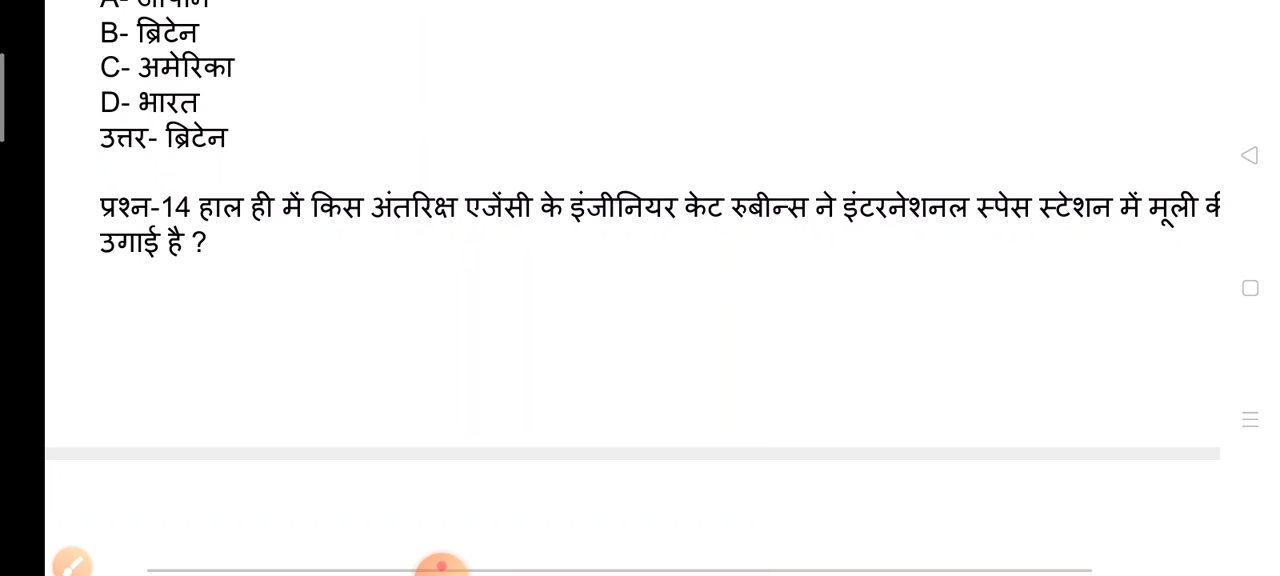 B- ब्रिटेन
C- अमेरिका
D- भारत
उत्तर- ब्रिटेन
प्रश्न-14 हाल ही में किस अंतरिक्ष एजेंसी के इंजीनियर केट रुबीन्स ने इंटरनेशनल स्पेस स्टेशन में मूली
उगाई है ?